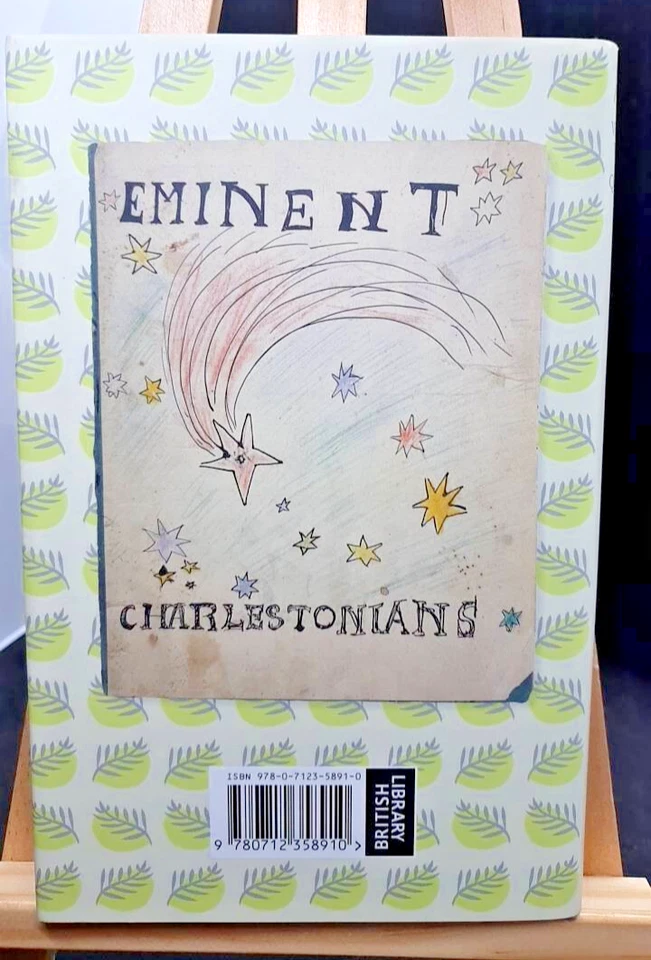 EMINENT
CHARLESTONIANS
ISBN 978-0-7123-5891-0
9 780712 358910 >
BRITISH
LIBRARY